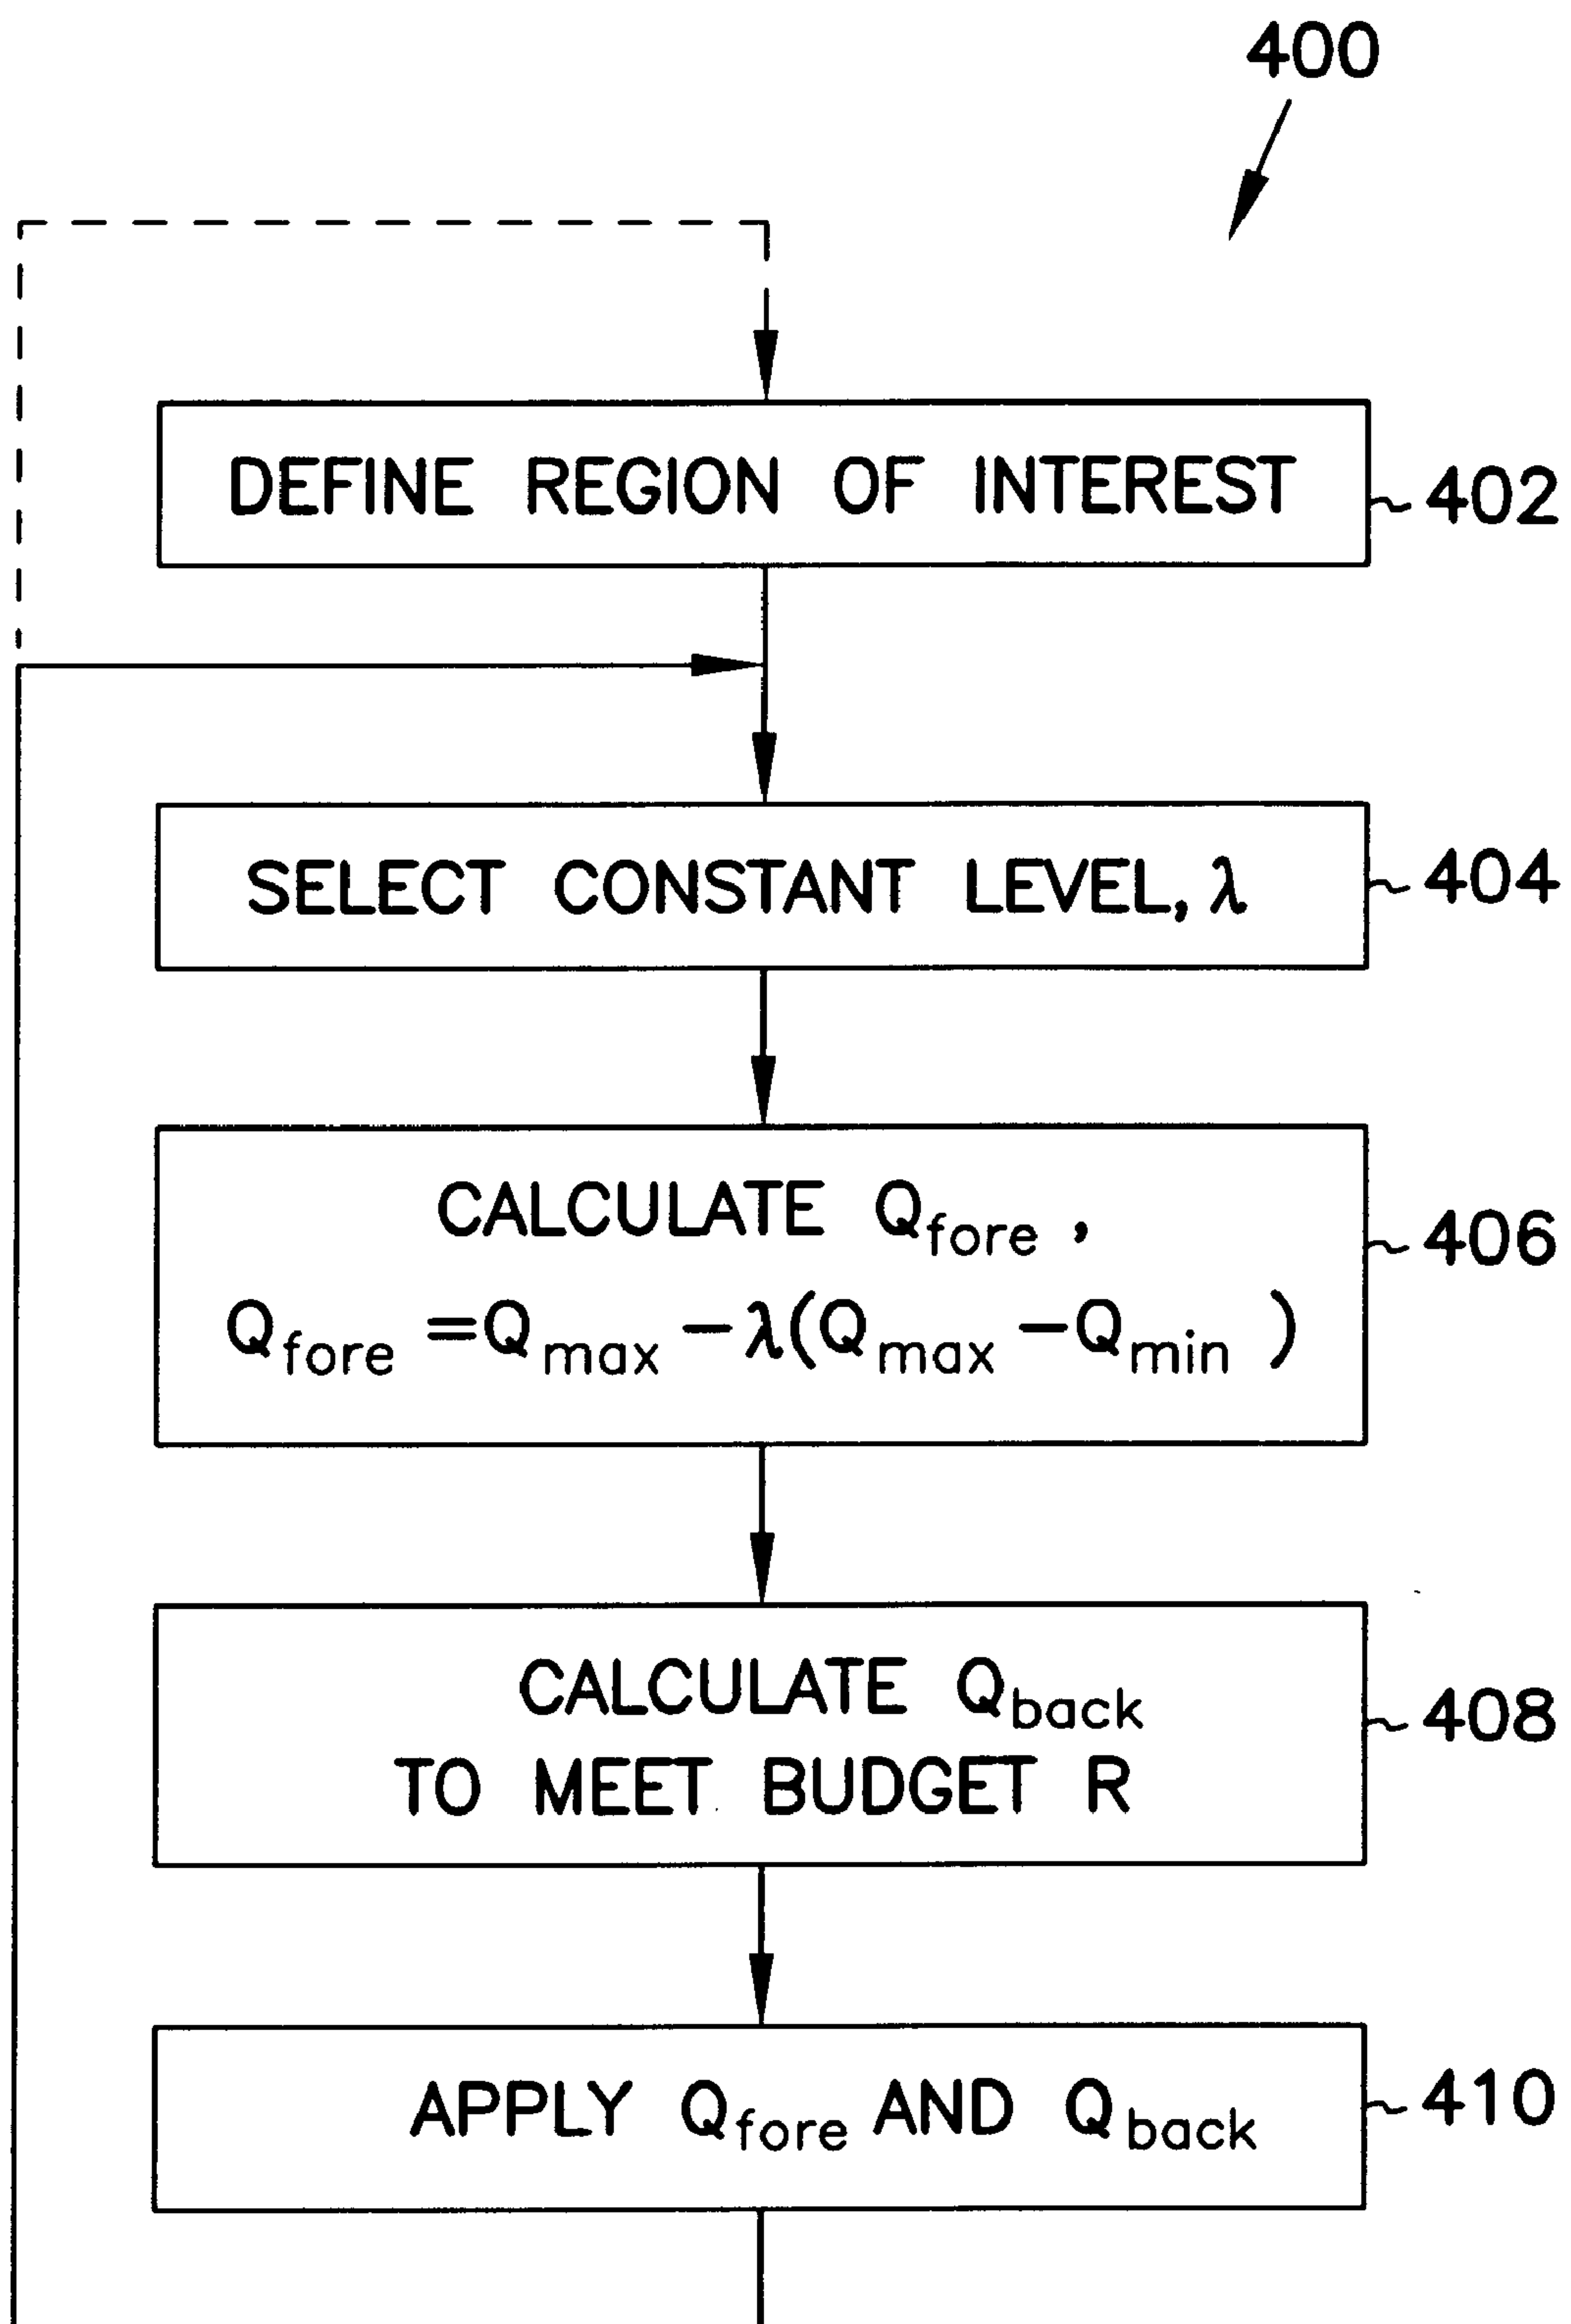 400
DEFINE REGION OF INTEREST
402
SELECT CONSTANT LEVEL, λ
404
CALCULATE Qfore ,
Qfore =Qmax −λ(Qmax −Qmin )
406
CALCULATE Qback
TO MEET BUDGET R
408
APPLY Qfore AND Qback
410